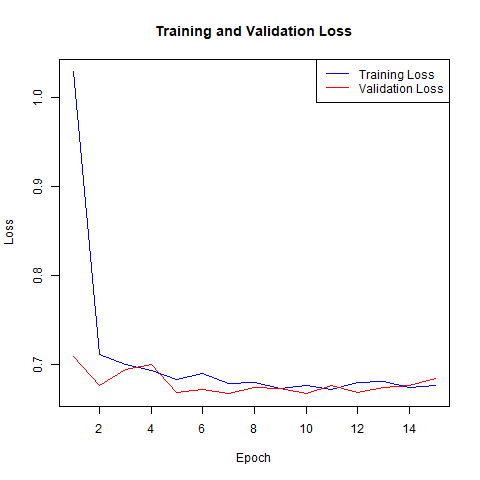 Training and Validation Loss
Training Loss
Validation Loss
1.0
0.9
0.8
0.7
Loss
2 4 6 8 10 12 14
Epoch